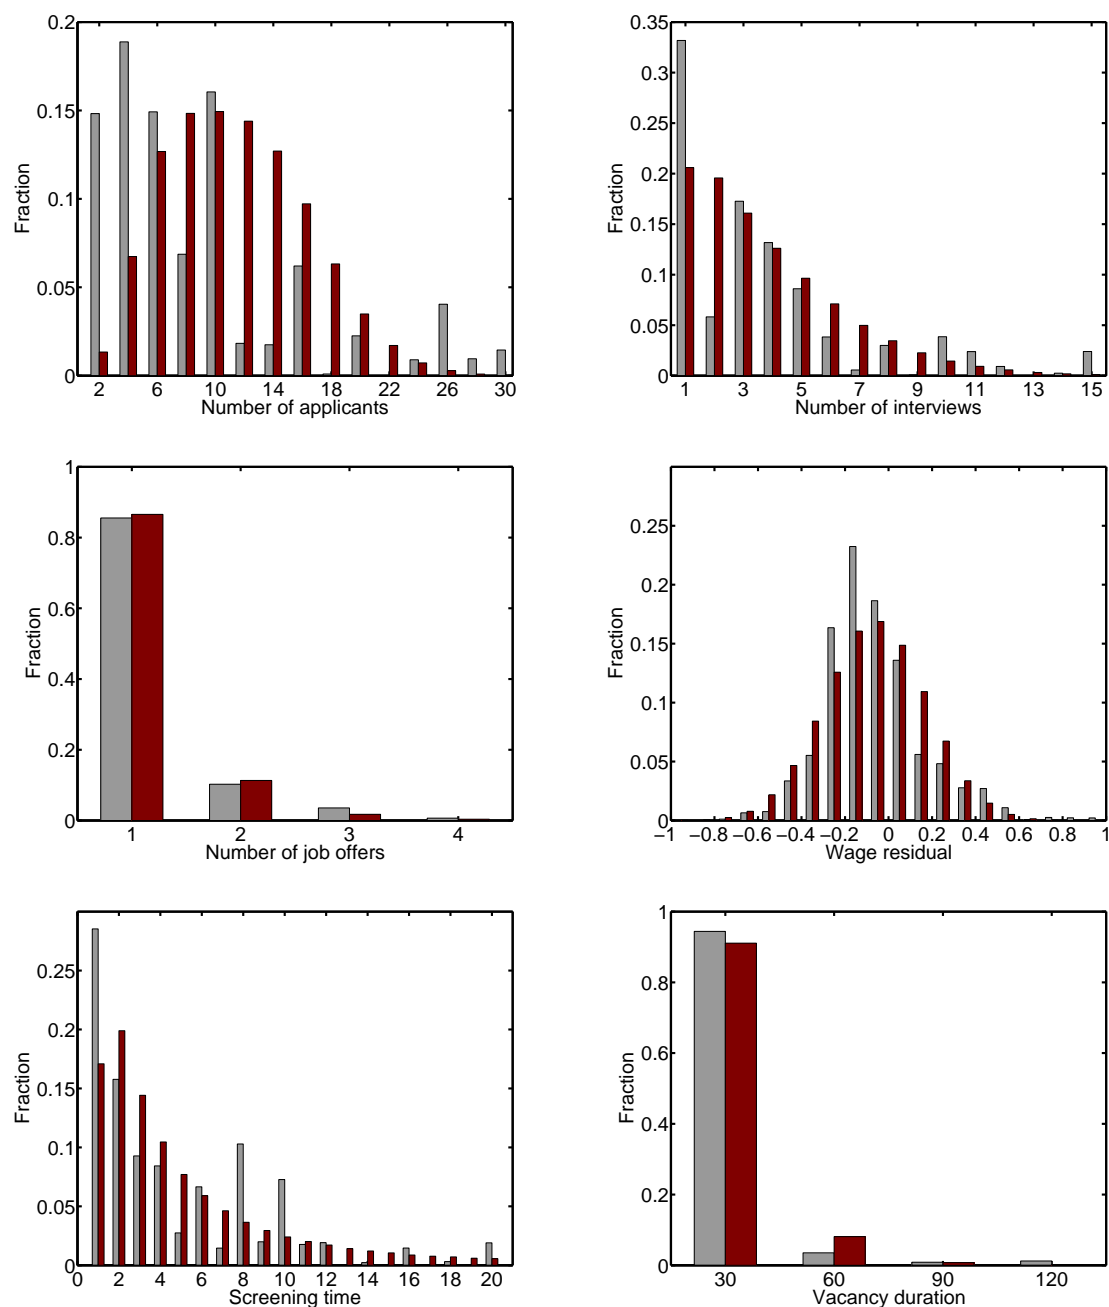 0.2
0.15
0.1
0.05
0
Fraction
2 6 10 14 18 22 26 30
Number of applicants
0.35
0.3
0.25
0.2
0.15
0.1
0.05
0
Fraction
1 3 5 7 9 11 13 15
Number of interviews
1
0.8
0.6
0.4
0.2
0
Fraction
1 2 3 4
Number of job offers
0.25
0.2
0.15
0.1
0.05
0
Fraction
−1 −0.8 −0.6 −0.4 −0.2 0 0.2 0.4 0.6 0.8 1
Wage residual
0.25
0.2
0.15
0.1
0.05
0
Fraction
0 2 4 6 8 10 12 14 16 18 20
Screening time
1
0.8
0.6
0.4
0.2
0
Fraction
30 60 90 120
Vacancy duration